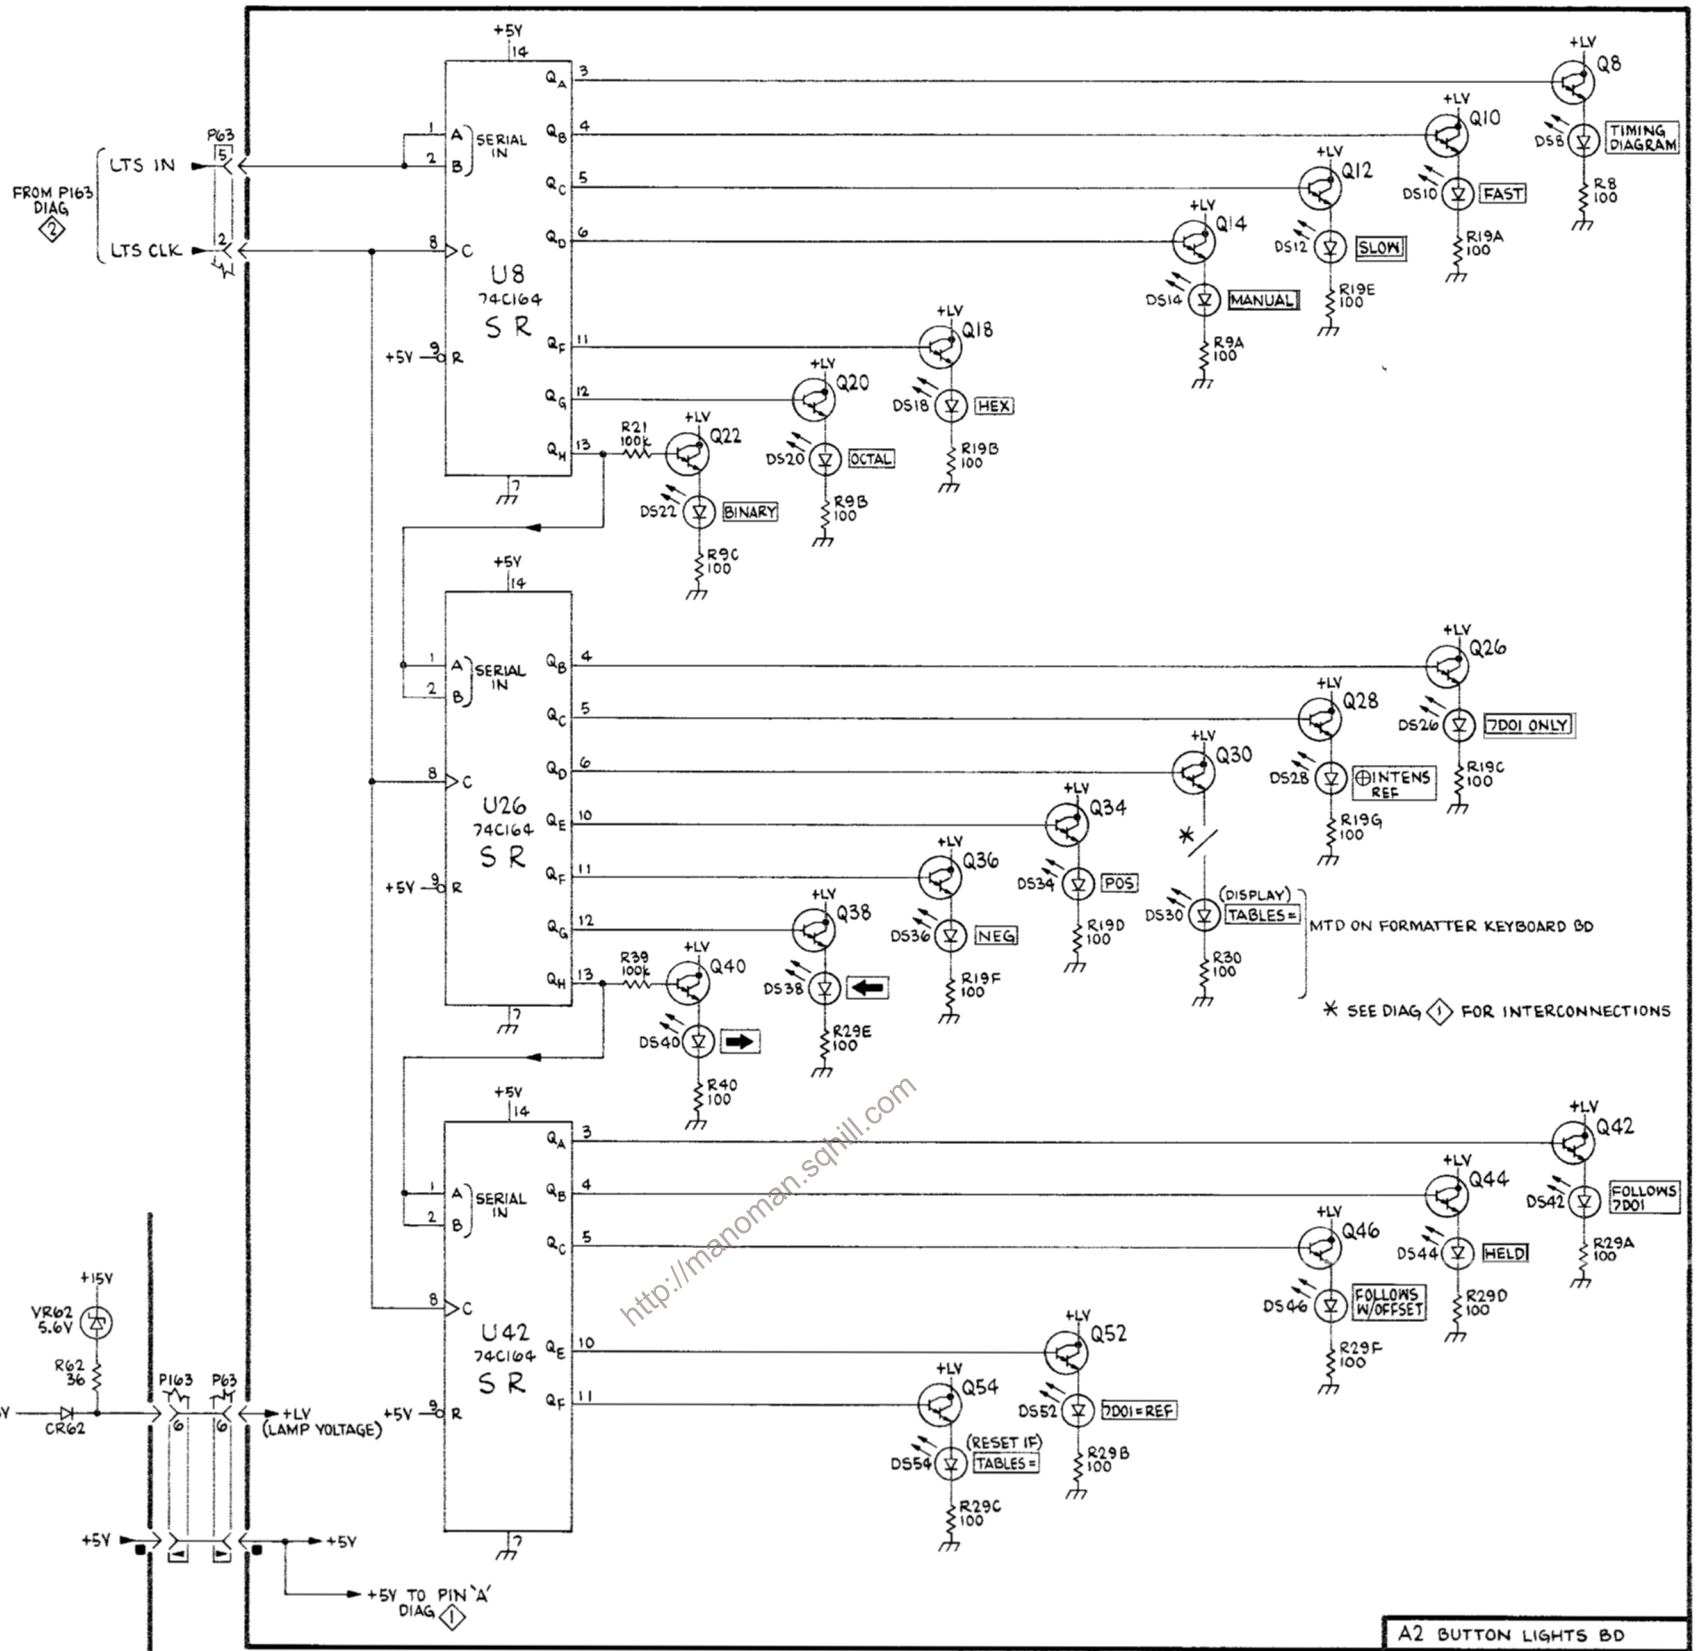 +5V
14
+LV
Q8
QA 3
DS8
TIMING
DIAGRAM
R8
100
+LV
Q10
QB 4
DS10
FAST
R19A
100
+LV
Q12
QC 5
DS12
SLOW
R19E
100
+LV
Q14
QD 6
DS14
MANUAL
R9A
100
P63
5
1 A
2 B
SERIAL
IN
LTS IN
FROM P163
DIAG
2
LTS CLK
2
8 C
U8
74C164
S R
+5V 9 R
QF 11
+LV
Q18
DS18
HEX
R19B
100
QG 12
+LV
Q20
DS20
OCTAL
R9B
100
QH 13
R21
100K
+LV
Q22
DS22
BINARY
R9C
100
7
+5V
14
1 A
2 B
SERIAL
IN
QB 4
+LV
Q26
DS26
7D01 ONLY
R19C
100
QC 5
+LV
Q28
DS28
⊕INTENS
REF
R19G
100
QD 6
+LV
Q30
*
DS30
(DISPLAY)
TABLES=
R30
100
MTD ON FORMATTER KEYBOARD BD
* SEE DIAG 1 FOR INTERCONNECTIONS
8 C
U26
74C164
S R
+5V 9 R
QE 10
+LV
Q34
DS34
POS
R19D
100
QF 11
+LV
Q36
DS36
NEG
R19F
100
QG 12
+LV
Q38
DS38
←
R29E
100
QH 13
R39
100K
+LV
Q40
DS40
→
R40
100
7
+5V
14
QA 3
+LV
Q42
DS42
FOLLOWS
7D01
R29A
100
1 A
2 B
SERIAL
IN
QB 4
+LV
Q44
DS44
HELD
R29D
100
QC 5
+LV
Q46
DS46
FOLLOWS
W/OFFSET
R29F
100
8 C
U42
74C164
S R
+5V 9 R
QE 10
+LV
Q52
DS52
7D01=REF
R29B
100
QF 11
+LV
Q54
DS54
(RESET IF)
TABLES=
R29C
100
7
+15V
VR62
5.6V
R62
36
CR62
P163
6
P63
6
+LV
(LAMP VOLTAGE)
+5V
+5V
+5V TO PIN 'A'
DIAG 1
http://manoman.sqhill.com
A2 BUTTON LIGHTS BD